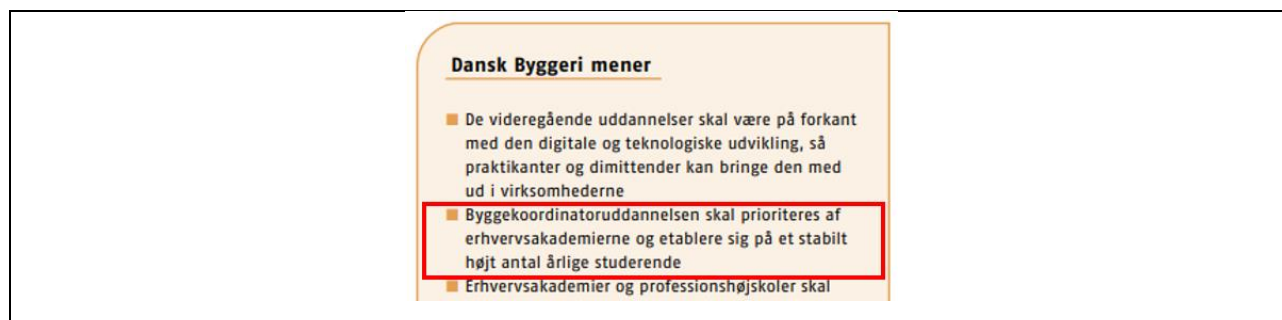 Dansk Byggeri mener
De videregående uddannelser skal være på forkant
med den digitale og teknologiske udvikling, så
praktikanter og dimittender kan bringe den med
ud i virksomhederne
Byggekoordinatoruddannelsen skal prioriteres af
erhvervsakademierne og etablere sig på et stabilt
højt antal årlige studerende
Erhvervsakademier og professionshøjskoler skal